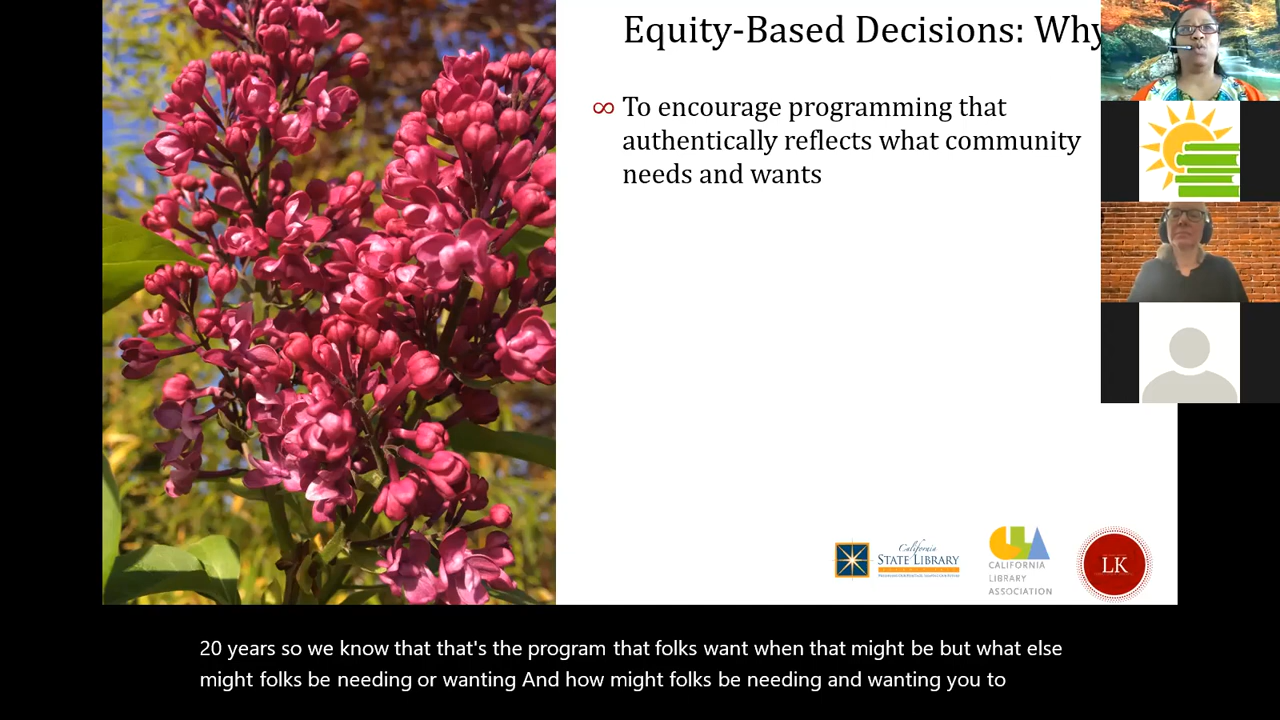 Equity-Based Decisions: Why
∞ To encourage programming that
authentically reflects what community
needs and wants
California
STATE LIBRARY
CLA
CALIFORNIA
LIBRARY
ASSOCIATION
LK
20 years so we know that that's the program that folks want when that might be but what else
might folks be needing or wanting And how might folks be needing and wanting you to